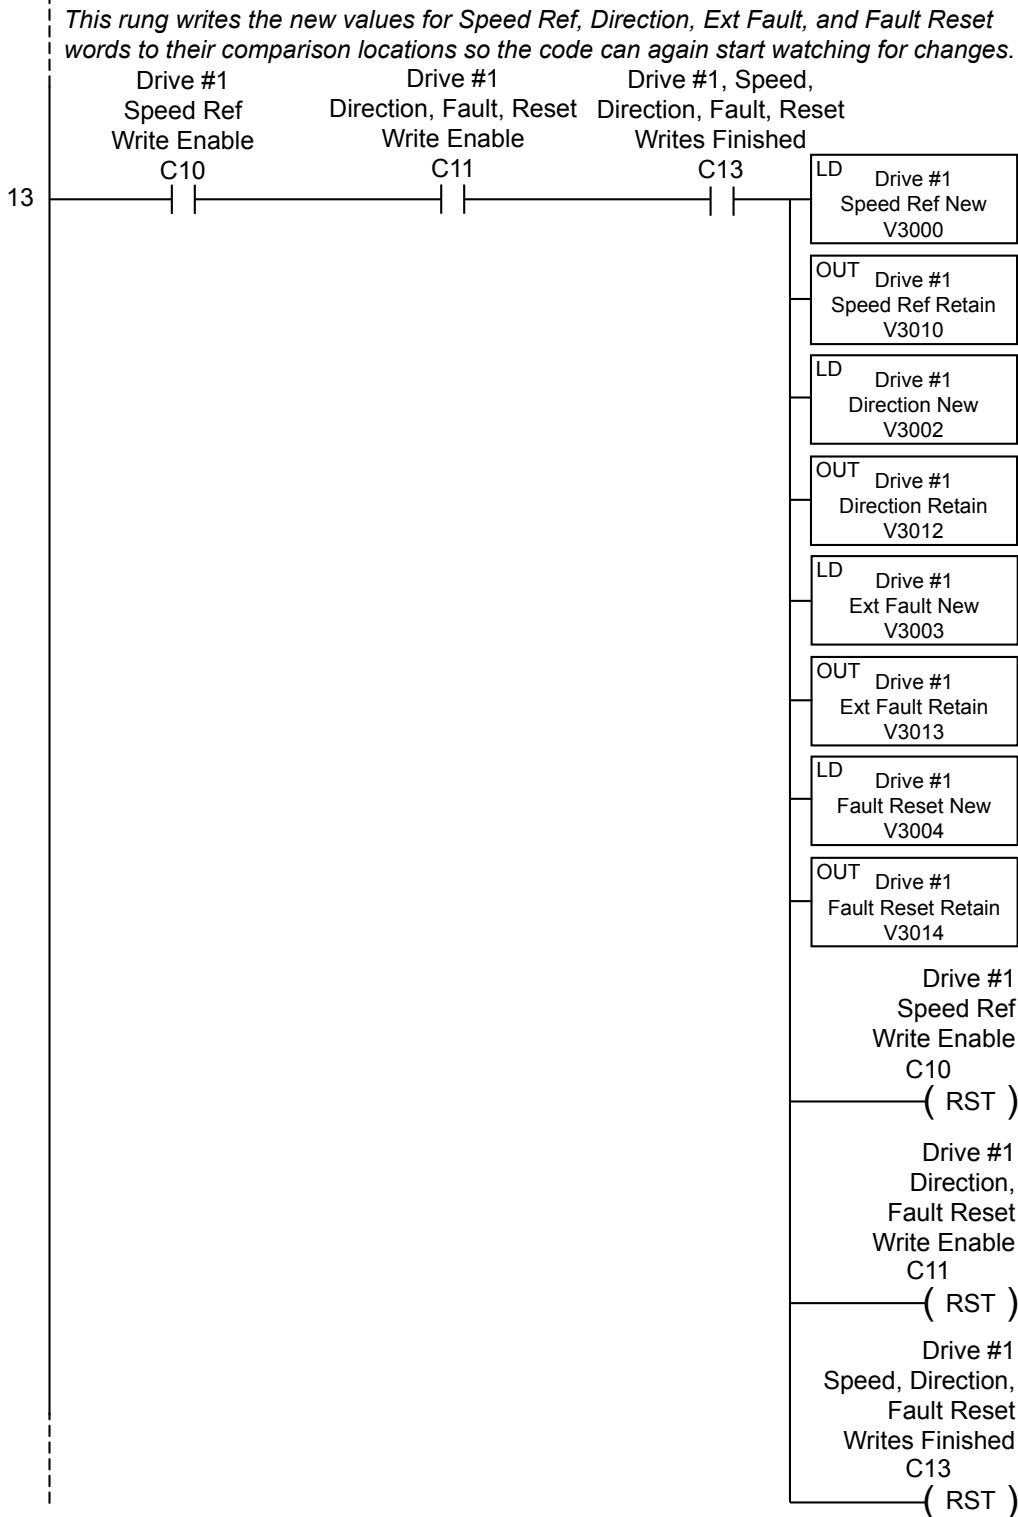 This rung writes the new values for Speed Ref, Direction, Ext Fault, and Fault Reset
words to their comparison locations so the code can again start watching for changes.
Drive #1
Speed Ref
Write Enable
C10
Drive #1
Direction, Fault, Reset
Write Enable
C11
Drive #1, Speed,
Direction, Fault, Reset
Writes Finished
C13
13
LD
Drive #1
Speed Ref New
V3000
OUT
Drive #1
Speed Ref Retain
V3010
LD
Drive #1
Direction New
V3002
OUT
Drive #1
Direction Retain
V3012
LD
Drive #1
Ext Fault New
V3003
OUT
Drive #1
Ext Fault Retain
V3013
LD
Drive #1
Fault Reset New
V3004
OUT
Drive #1
Fault Reset Retain
V3014
Drive #1
Speed Ref
Write Enable
C10
( RST )
Drive #1
Direction,
Fault Reset
Write Enable
C11
( RST )
Drive #1
Speed, Direction,
Fault Reset
Writes Finished
C13
( RST )